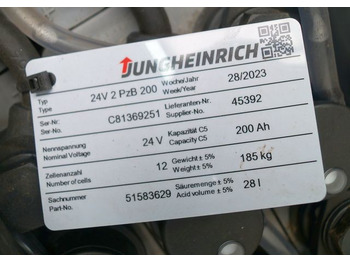 JUNGHEINRICH
Typ
Type
24V 2 PzB 200
Woche/Jahr
Week/Year
28/2023
Ser-Nr:
Ser-No.
C81369251
Lieferanten-Nr.
Supplier-Nr.
45392
Nennspannung
Nominal Voltage
24 V
Kapazität C5
Capacity C5
200 Ah
Zellenanzahl
Number of cells
12
Gewicht ± 5%
Weight ± 5%
185 kg
Sachnummer
Part-No.
51583629
Säuremenge ± 5%
Acid volume ± 5%
28 l